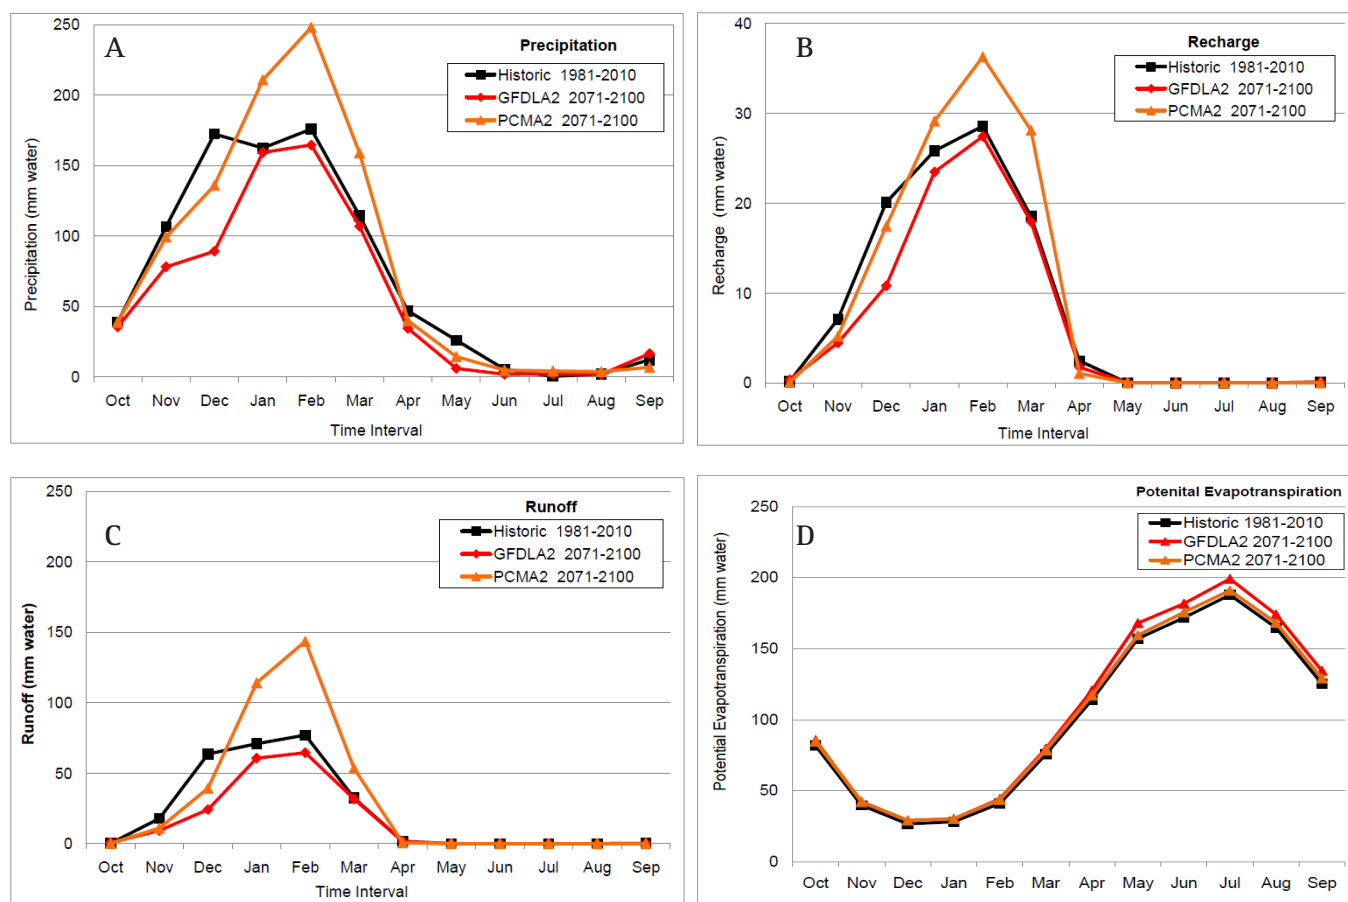 A
Precipitation
Historic 1981-2010
GFDLA2 2071-2100
PCMA2 2071-2100
Precipitation (mm water)
250
200
150
100
50
0
Oct Nov Dec Jan Feb Mar Apr May Jun Jul Aug Sep
Time Interval
B
Recharge
Historic 1981-2010
GFDLA2 2071-2100
PCMA2 2071-2100
Recharge (mm water)
40
30
20
10
0
Oct Nov Dec Jan Feb Mar Apr May Jun Jul Aug Sep
Time Interval
C
Runoff
Historic 1981-2010
GFDLA2 2071-2100
PCMA2 2071-2100
Runoff (mm water)
250
200
150
100
50
0
Oct Nov Dec Jan Feb Mar Apr May Jun Jul Aug Sep
Time Interval
D
Potenital Evapotranspiration
Historic 1981-2010
GFDLA2 2071-2100
PCMA2 2071-2100
Potential Evapotranspiration (mm water)
250
200
150
100
50
0
Oct Nov Dec Jan Feb Mar Apr May Jun Jul Aug Sep